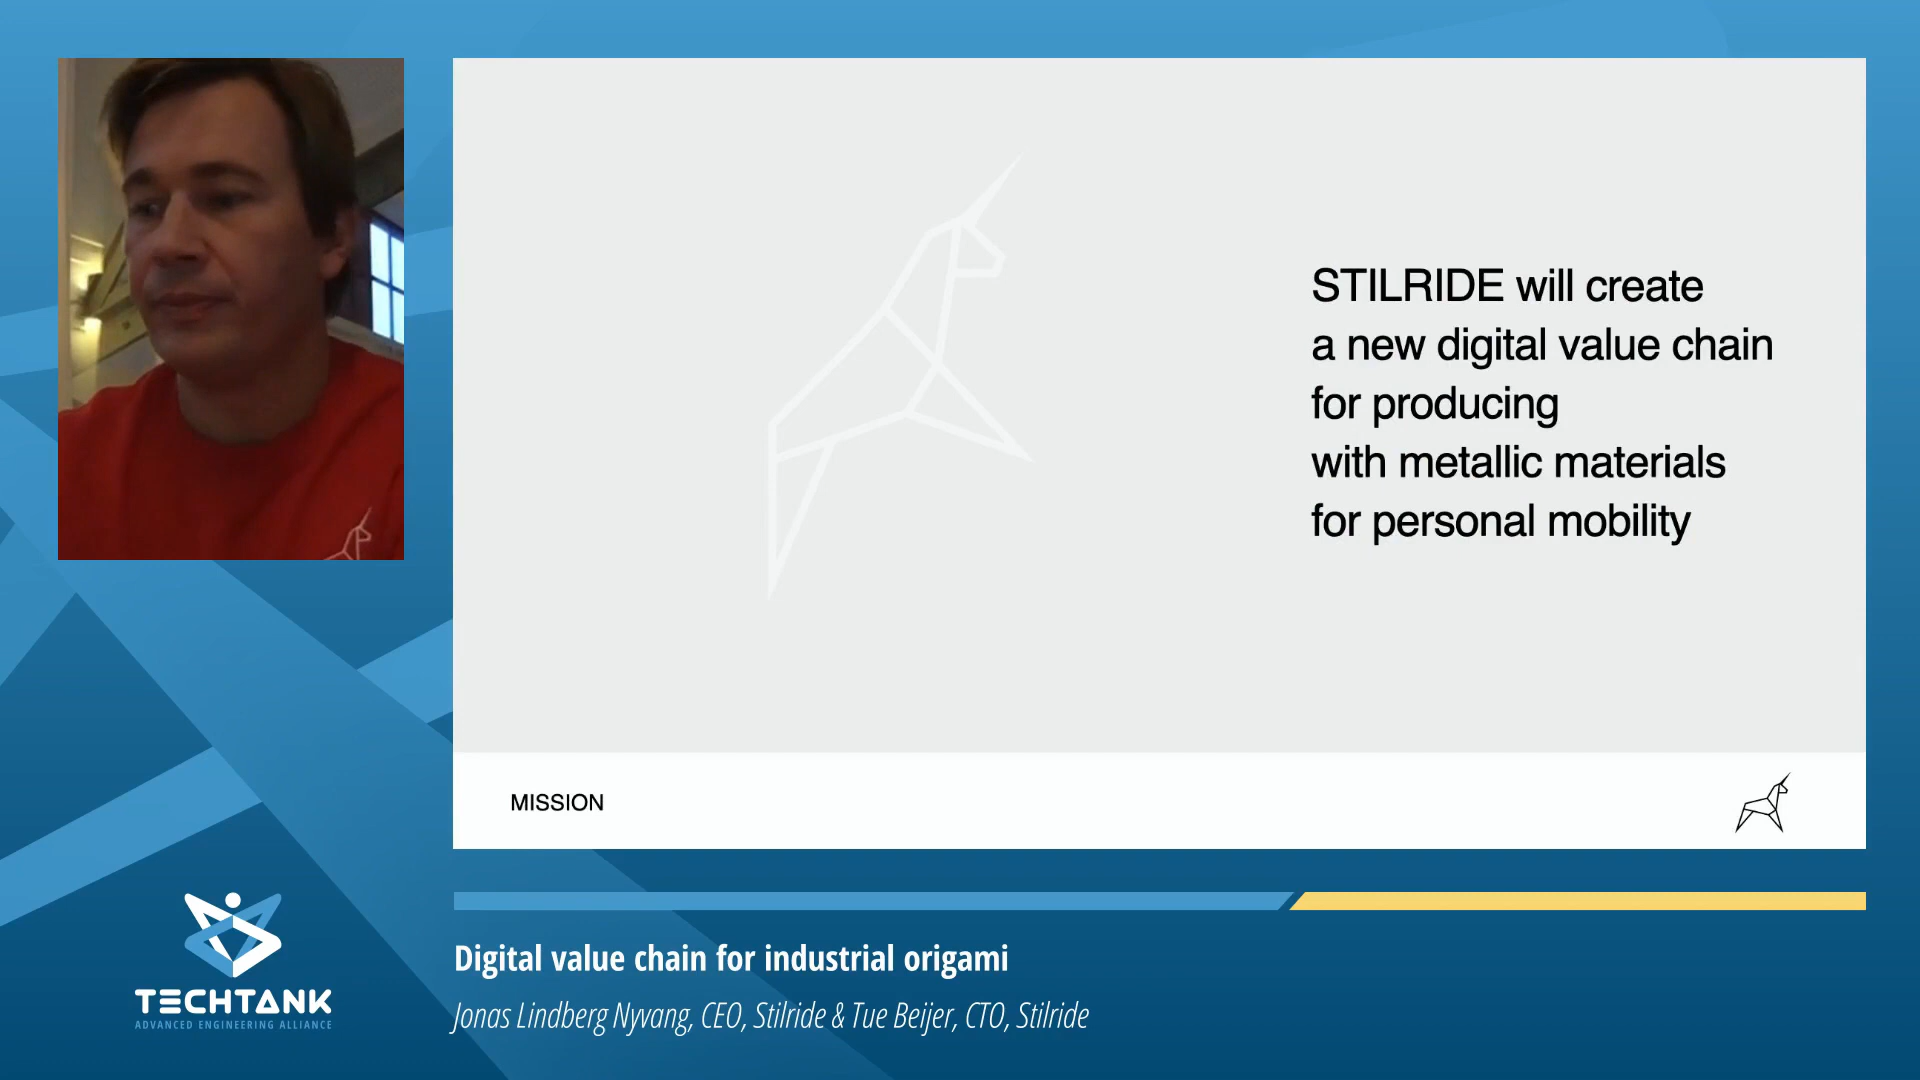 STILRIDE will create
a new digital value chain
for producing
with metallic materials
for personal mobility
MISSION
TECHTANK
ADVANCED ENGINEERING ALLIANCE
Digital value chain for industrial origami
Jonas Lindberg Nyvang, CEO, Stilride & Tue Beijer, CTO, Stilride